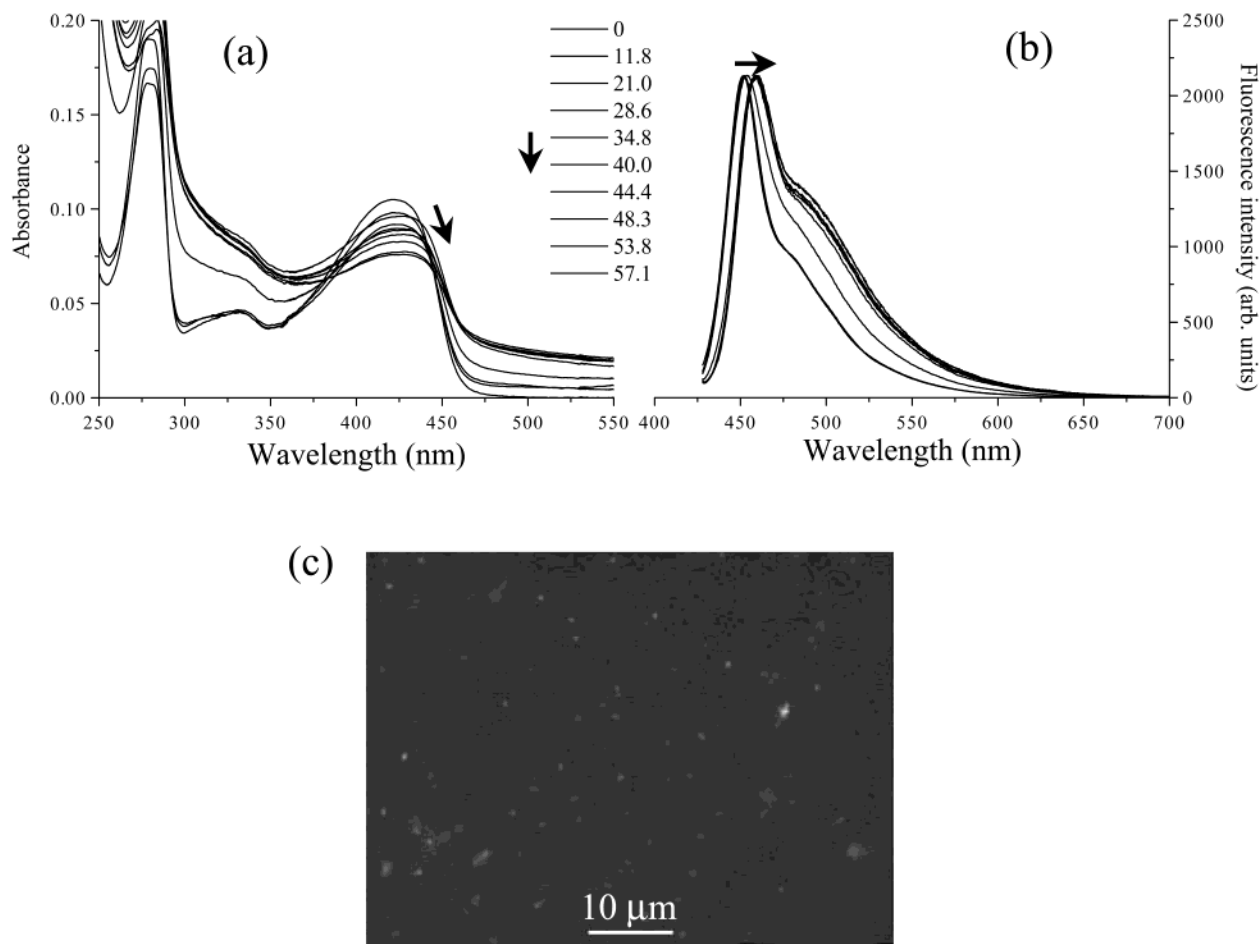 (a)
0.20
0.15
0.10
0.05
0.00
Absorbance
250 300 350 400 450 500 550
Wavelength (nm)
0
11.8
21.0
28.6
34.8
40.0
44.4
48.3
53.8
57.1
(b)
2500
2000
1500
1000
500
0
Fluorescence intensity (arb. units)
400 450 500 550 600 650 700
Wavelength (nm)
(c)
10 μm